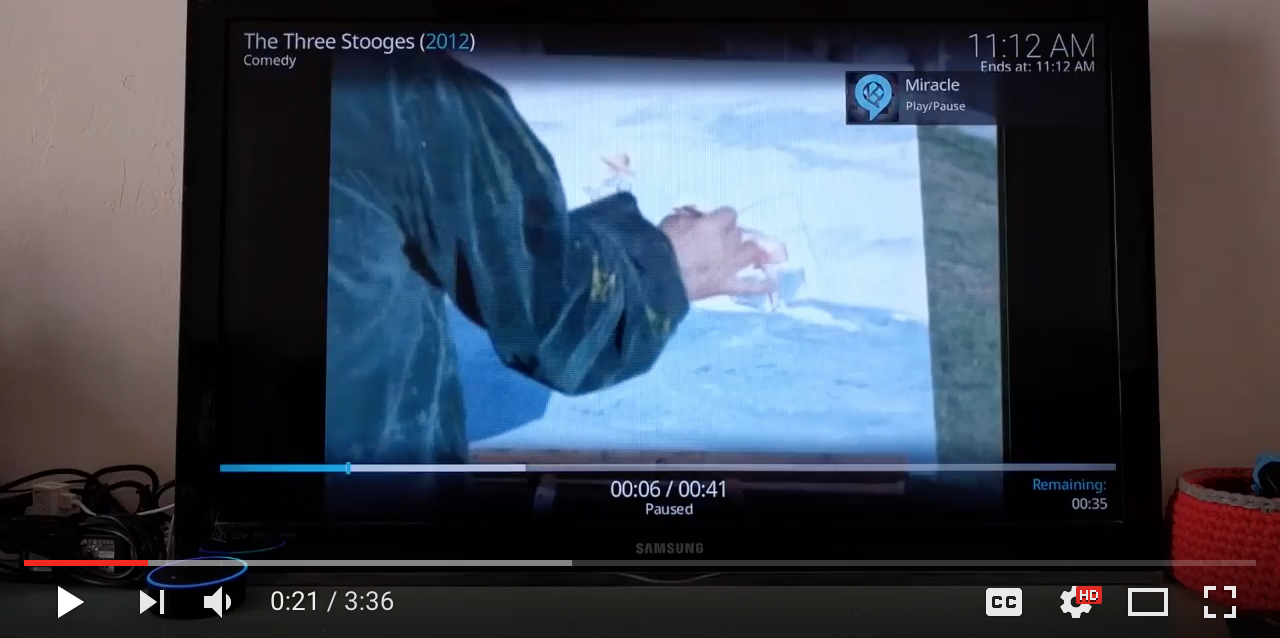 The Three Stooges (2012)
Comedy
11:12 AM
Ends at: 11:12 AM
Miracle
Play/Pause
00:06 / 00:41
Paused
Remaining:
00:35
SAMSUNG
0:21 / 3:36
CC
HD